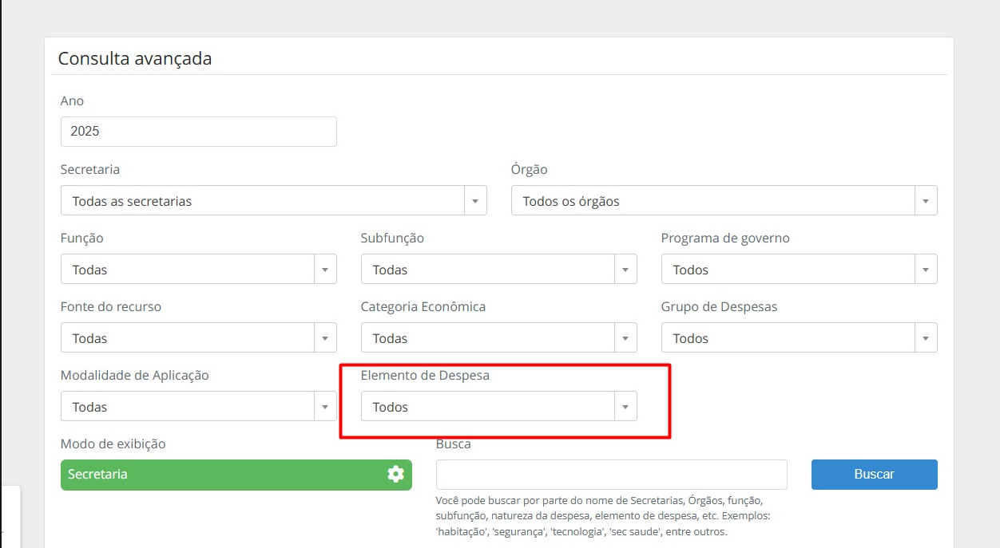 Consulta avançada
Ano
2025
Secretaria
Órgão
Todas as secretarias
Todos os órgãos
Função
Subfunção
Programa de governo
Todas
Todas
Todos
Fonte do recurso
Categoria Econômica
Grupo de Despesas
Todas
Todas
Todos
Modalidade de Aplicação
Elemento de Despesa
Todas
Todos
Modo de exibição
Busca
Secretaria
Buscar
Você pode buscar por parte do nome de Secretarias, Órgãos, função,
subfunção, natureza da despesa, elemento de despesa, etc. Exemplos:
'habitação', 'segurança', 'tecnologia', 'sec saude', entre outros.